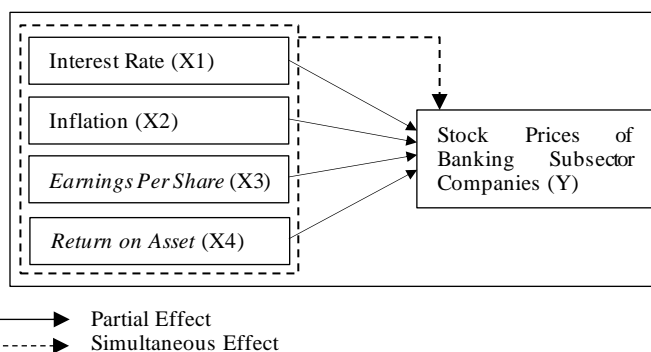 Interest Rate (X1)
Inflation (X2)
Earnings Per Share (X3)
Return on Asset (X4)
Stock Prices of
Banking Subsector
Companies (Y)
Partial Effect
Simultaneous Effect